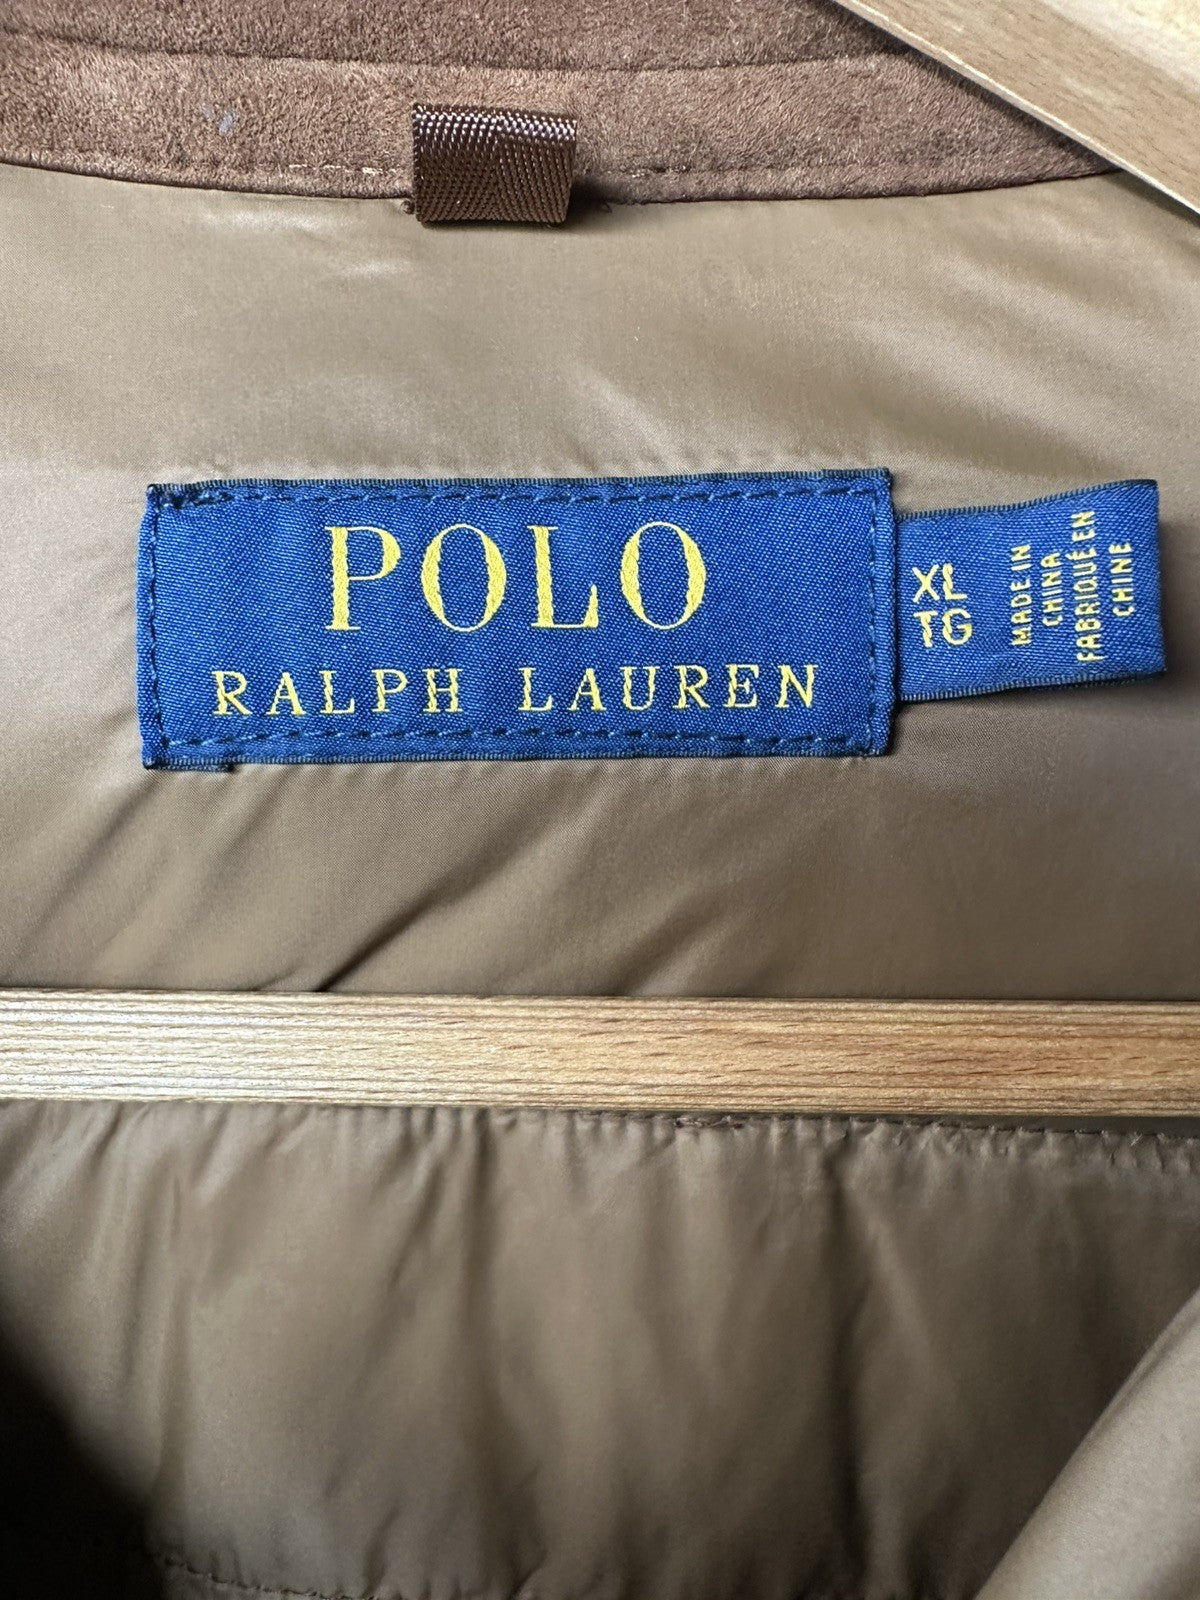 POLO
RALPH LAUREN
XL
TG
MADE IN
CHINA
FABRIQUÉ EN
CHINE